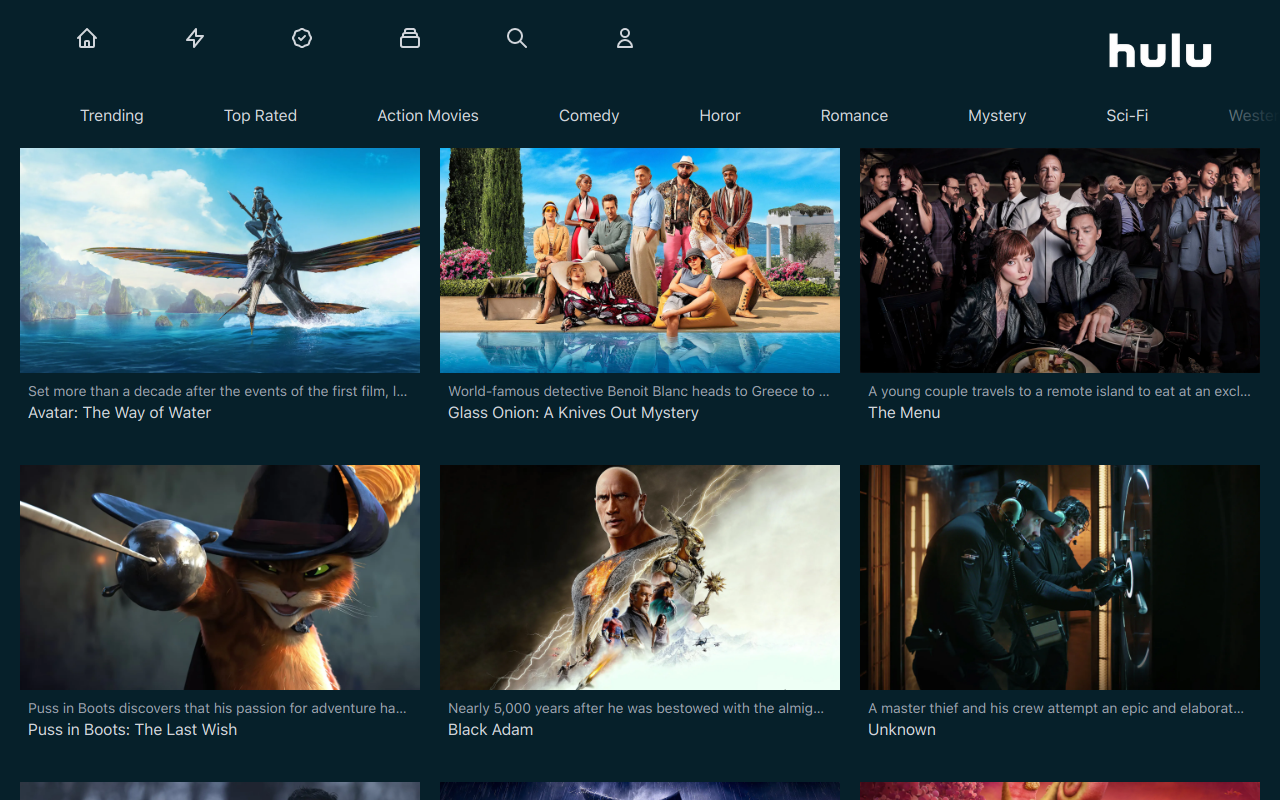 hulu
Trending Top Rated Action Movies Comedy Horor Romance Mystery Sci-Fi Weste
Set more than a decade after the events of the first film, l...
Avatar: The Way of Water
World-famous detective Benoit Blanc heads to Greece to ...
Glass Onion: A Knives Out Mystery
A young couple travels to a remote island to eat at an excl...
The Menu
Puss in Boots discovers that his passion for adventure ha...
Puss in Boots: The Last Wish
Nearly 5,000 years after he was bestowed with the almig...
Black Adam
A master thief and his crew attempt an epic and elaborat...
Unknown